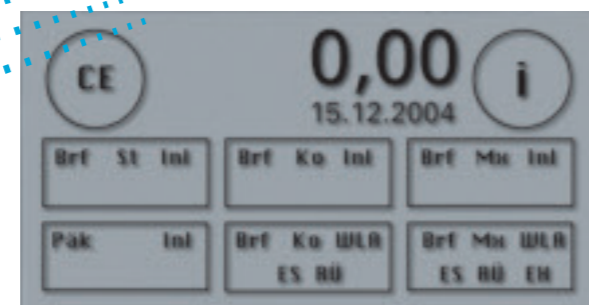 CE 0,00 i
15.12.2004
Brf St Inl Brf Ko Inl Brf Mx Inl
Päk Inl Brf Ko WLA Brf Mx WLA
ES RÜ ES RÜ EH